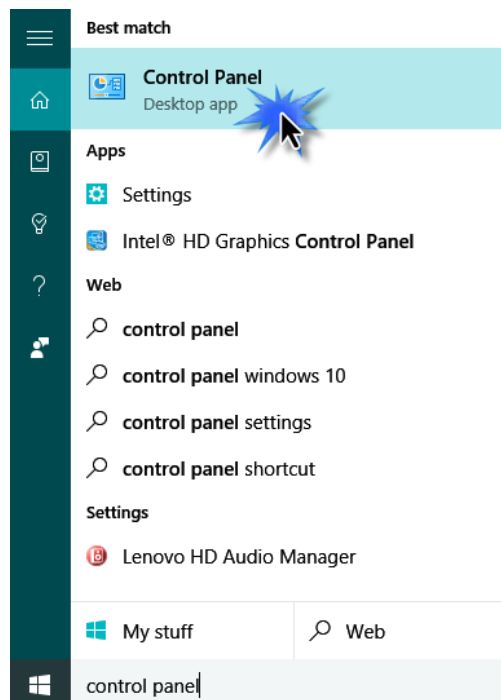 Best match
Control Panel
Desktop app
Apps
Settings
Intel® HD Graphics Control Panel
Web
control panel
control panel windows 10
control panel settings
control panel shortcut
Settings
Lenovo HD Audio Manager
My stuff
Web
control panel